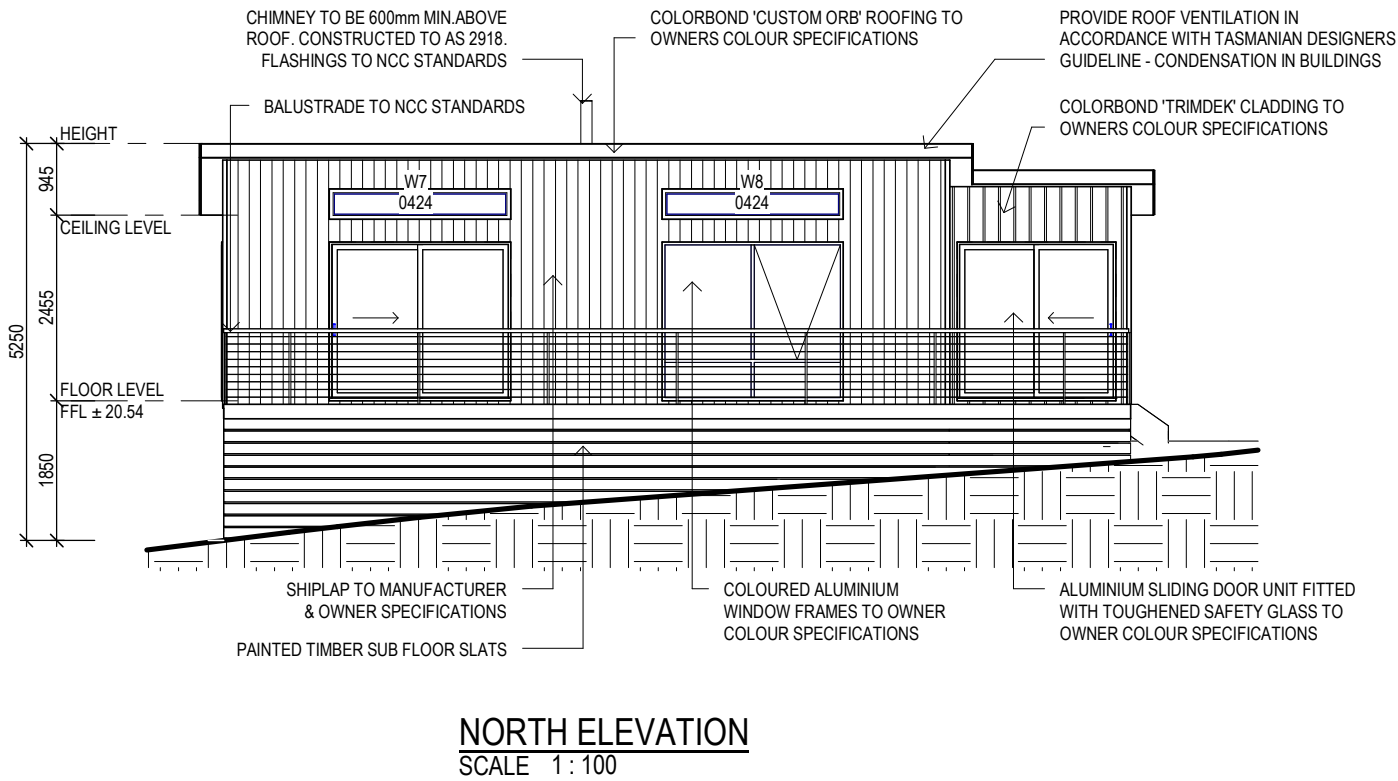 CHIMNEY TO BE 600mm MIN.ABOVE
ROOF. CONSTRUCTED TO AS 2918.
FLASHINGS TO NCC STANDARDS
COLORBOND 'CUSTOM ORB' ROOFING TO
OWNERS COLOUR SPECIFICATIONS
PROVIDE ROOF VENTILATION IN
ACCORDANCE WITH TASMANIAN DESIGNERS
GUIDELINE - CONDENSATION IN BUILDINGS
BALUSTRADE TO NCC STANDARDS
COLORBOND 'TRIMDEK' CLADDING TO
OWNERS COLOUR SPECIFICATIONS
HEIGHT
945
CEILING LEVEL
W7
0424
W8
0424
2455
5250
FLOOR LEVEL
FFL ± 20.54
1850
SHIPLAP TO MANUFACTURER
& OWNER SPECIFICATIONS
PAINTED TIMBER SUB FLOOR SLATS
COLOURED ALUMINIUM
WINDOW FRAMES TO OWNER
COLOUR SPECIFICATIONS
ALUMINIUM SLIDING DOOR UNIT FITTED
WITH TOUGHENED SAFETY GLASS TO
OWNER COLOUR SPECIFICATIONS
NORTH ELEVATION
SCALE 1 : 100